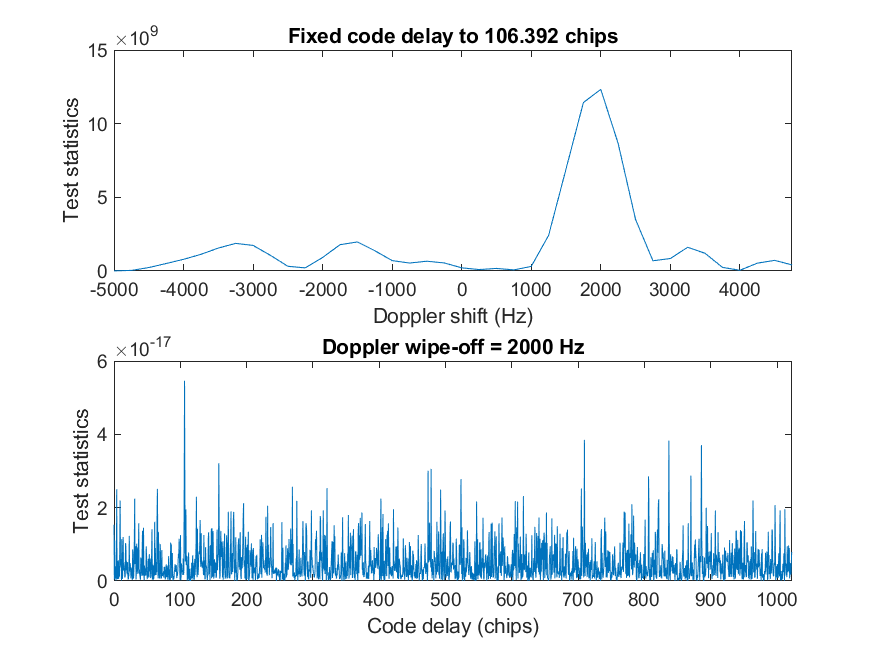 ×10^9
Fixed code delay to 106.392 chips
15
10
5
0
Test statistics
-5000 -4000 -3000 -2000 -1000 0 1000 2000 3000 4000
Doppler shift (Hz)
×10^-17
Doppler wipe-off = 2000 Hz
6
4
2
0
Test statistics
0 100 200 300 400 500 600 700 800 900 1000
Code delay (chips)